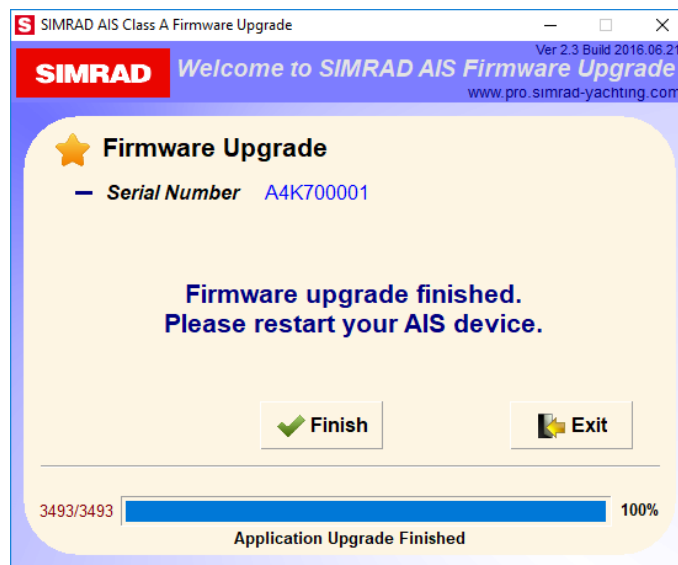 S SIMRAD AIS Class A Firmware Upgrade
Ver 2.3 Build 2016.06.21
SIMRAD Welcome to SIMRAD AIS Firmware Upgrade
www.pro.simrad-yachting.com
Firmware Upgrade
Serial Number A4K700001
Firmware upgrade finished.
Please restart your AIS device.
Finish Exit
3493/3493 100%
Application Upgrade Finished